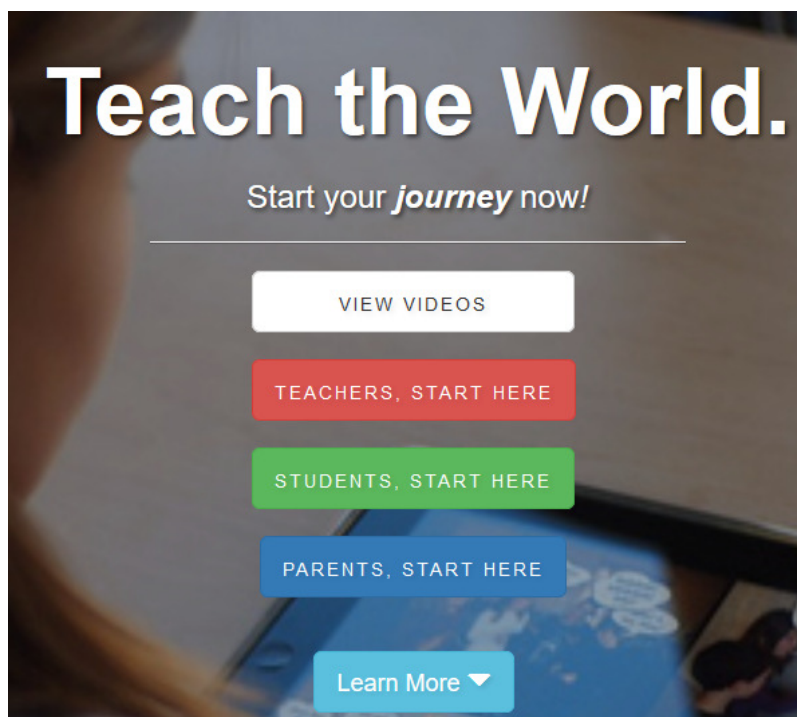 Teach the World.
Start your journey now!
VIEW VIDEOS
TEACHERS, START HERE
STUDENTS, START HERE
PARENTS, START HERE
Learn More